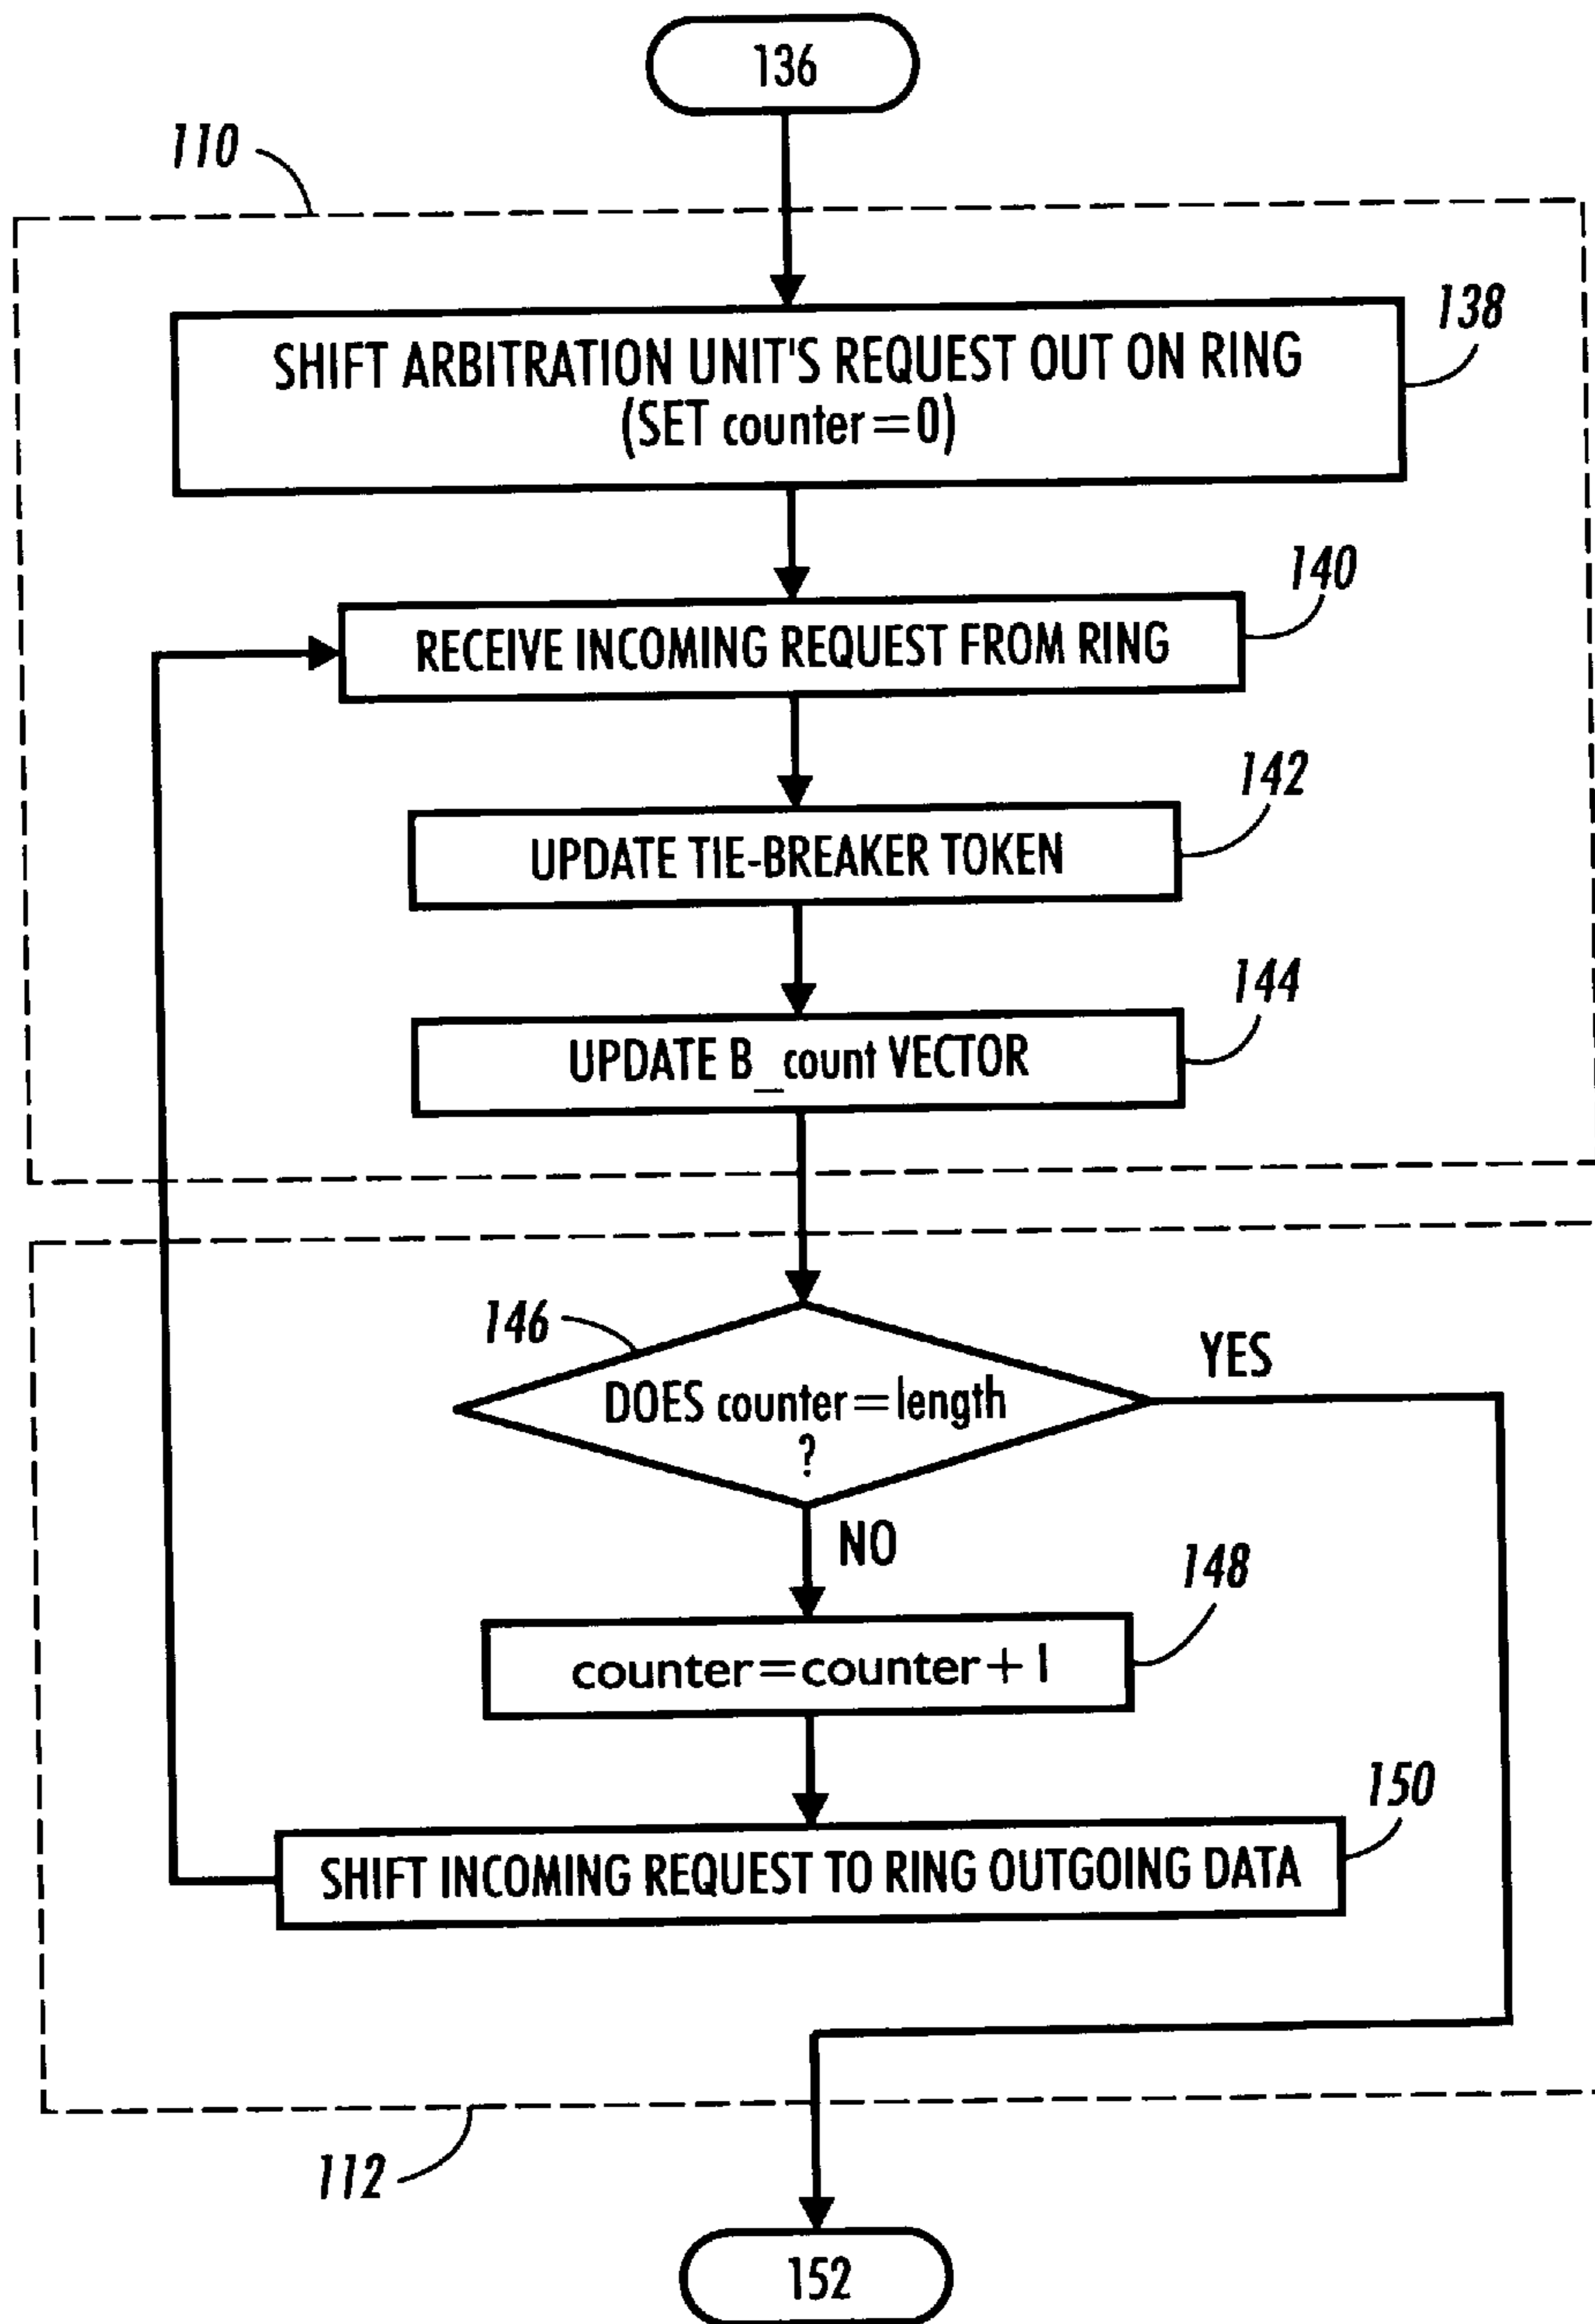 136
110
138
SHIFT ARBITRATION UNIT'S REQUEST OUT ON RING
(SET counter=0)
140
RECEIVE INCOMING REQUEST FROM RING
142
UPDATE TIE-BREAKER TOKEN
144
UPDATE B_count VECTOR
146
YES
DOES counter=length
?
NO
148
counter=counter+1
150
SHIFT INCOMING REQUEST TO RING OUTGOING DATA
112
152